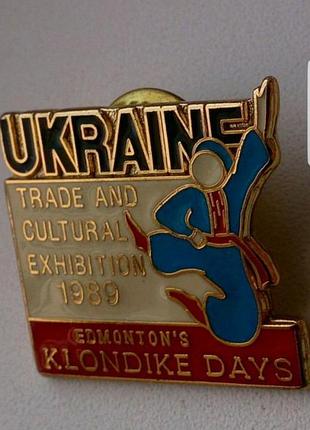 UKRAINE
TRADE AND
CULTURAL
EXHIBITION
1989
EDMONTON'S
KLONDIKE DAYS